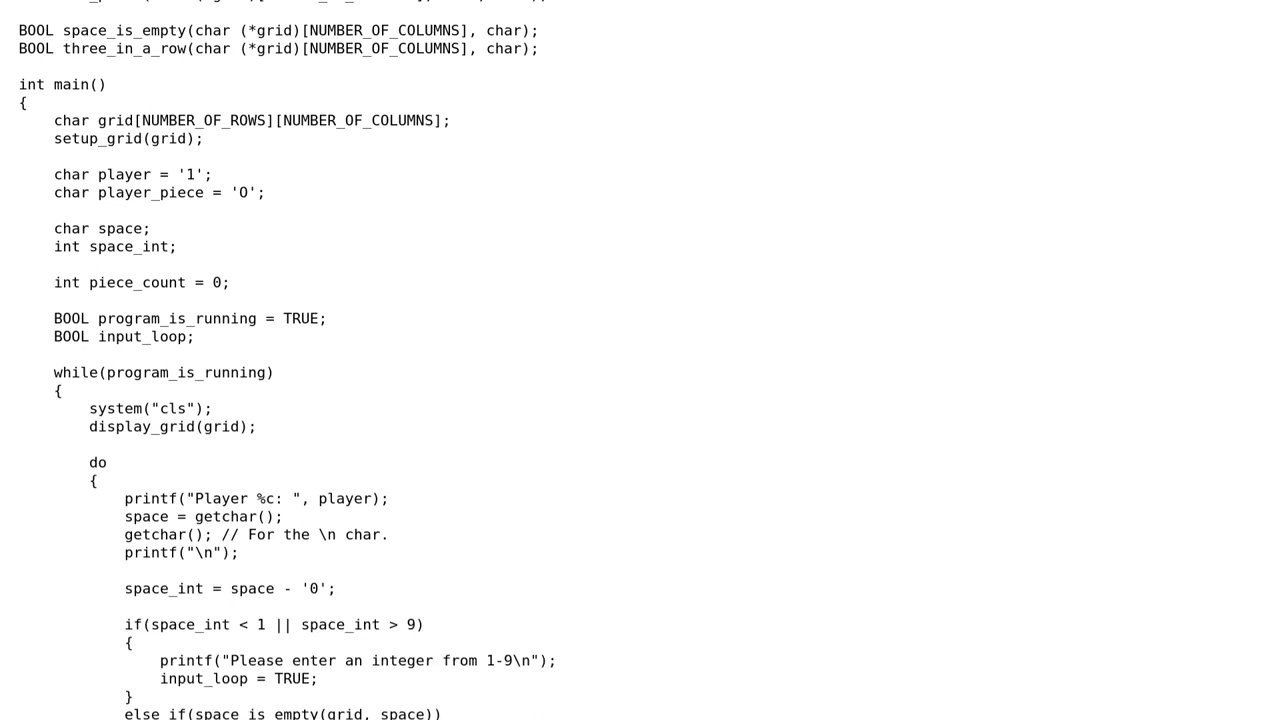 BOOL space_is_empty(char (*grid)[NUMBER_OF_COLUMNS], char);
BOOL three_in_a_row(char (*grid)[NUMBER_OF_COLUMNS], char);

int main()
{
    char grid[NUMBER_OF_ROWS][NUMBER_OF_COLUMNS];
    setup_grid(grid);

    char player = '1';
    char player_piece = 'O';

    char space;
    int space_int;

    int piece_count = 0;

    BOOL program_is_running = TRUE;
    BOOL input_loop;

    while(program_is_running)
    {
        system("cls");
        display_grid(grid);

        do
        {
            printf("Player %c: ", player);
            space = getchar();
            getchar(); // For the \n char.
            printf("\n");

            space_int = space - '0';

            if(space_int < 1 || space_int > 9)
            {
                printf("Please enter an integer from 1-9\n");
                input_loop = TRUE;
            }
            else if(space_is_empty(grid, space))